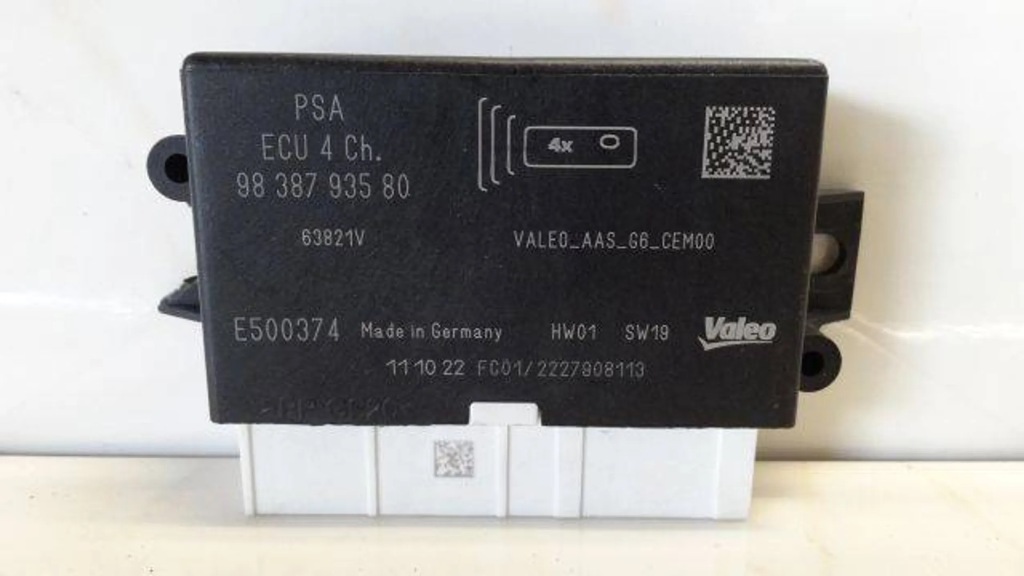 PSA
ECU 4 Ch.
98 387 935 80
4x
63821V
VALEO_AAS_G6_CEM00
E500374 Made in Germany HW01 SW19 Valeo
11 10 22 FC01/2227908113